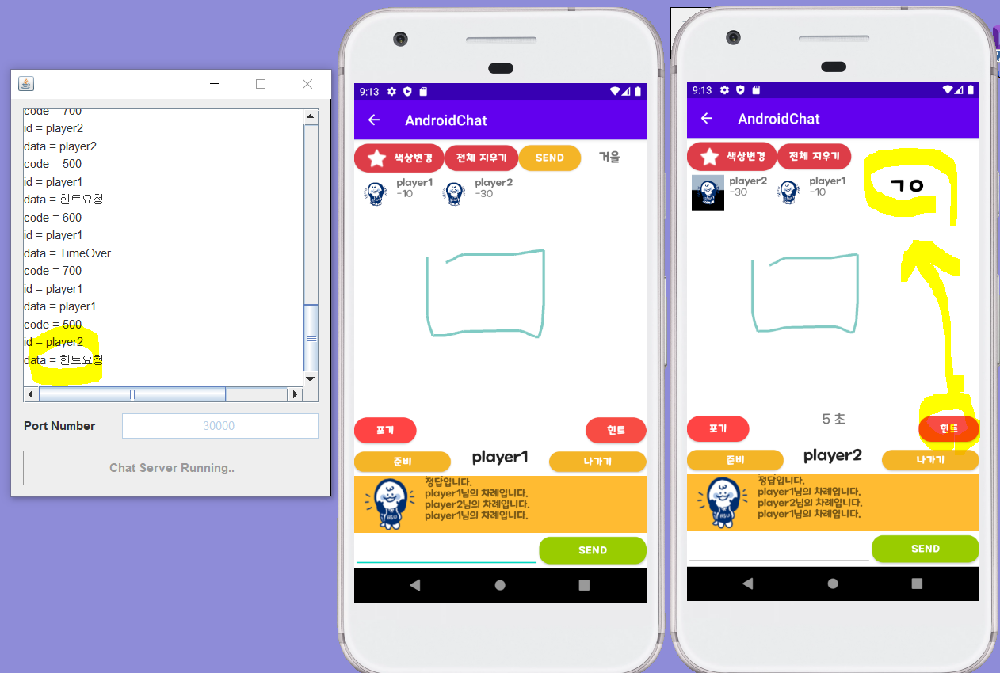 code = 700
id = player2
data = player2
code = 500
id = player1
data = 힌트요청
code = 600
id = player1
data = TimeOver
code = 700
id = player1
data = player1
code = 500
id = player2
data = 힌트요청
Port Number 30000
Chat Server Running..
9:13
AndroidChat
색상변경 전체 지우기 SEND 거울
player1 player2
-10 -30
포기 힌트
준비 player1 나가기
정답입니다.
player1님의 차례입니다.
player2님의 차례입니다.
player1님의 차례입니다.
SEND
9:13
AndroidChat
색상변경 전체 지우기
player2 player1
-30 -10
ㄱㅇ
5 초
포기 힌트
준비 player2 나가기
정답입니다.
player1님의 차례입니다.
player2님의 차례입니다.
player1님의 차례입니다.
SEND